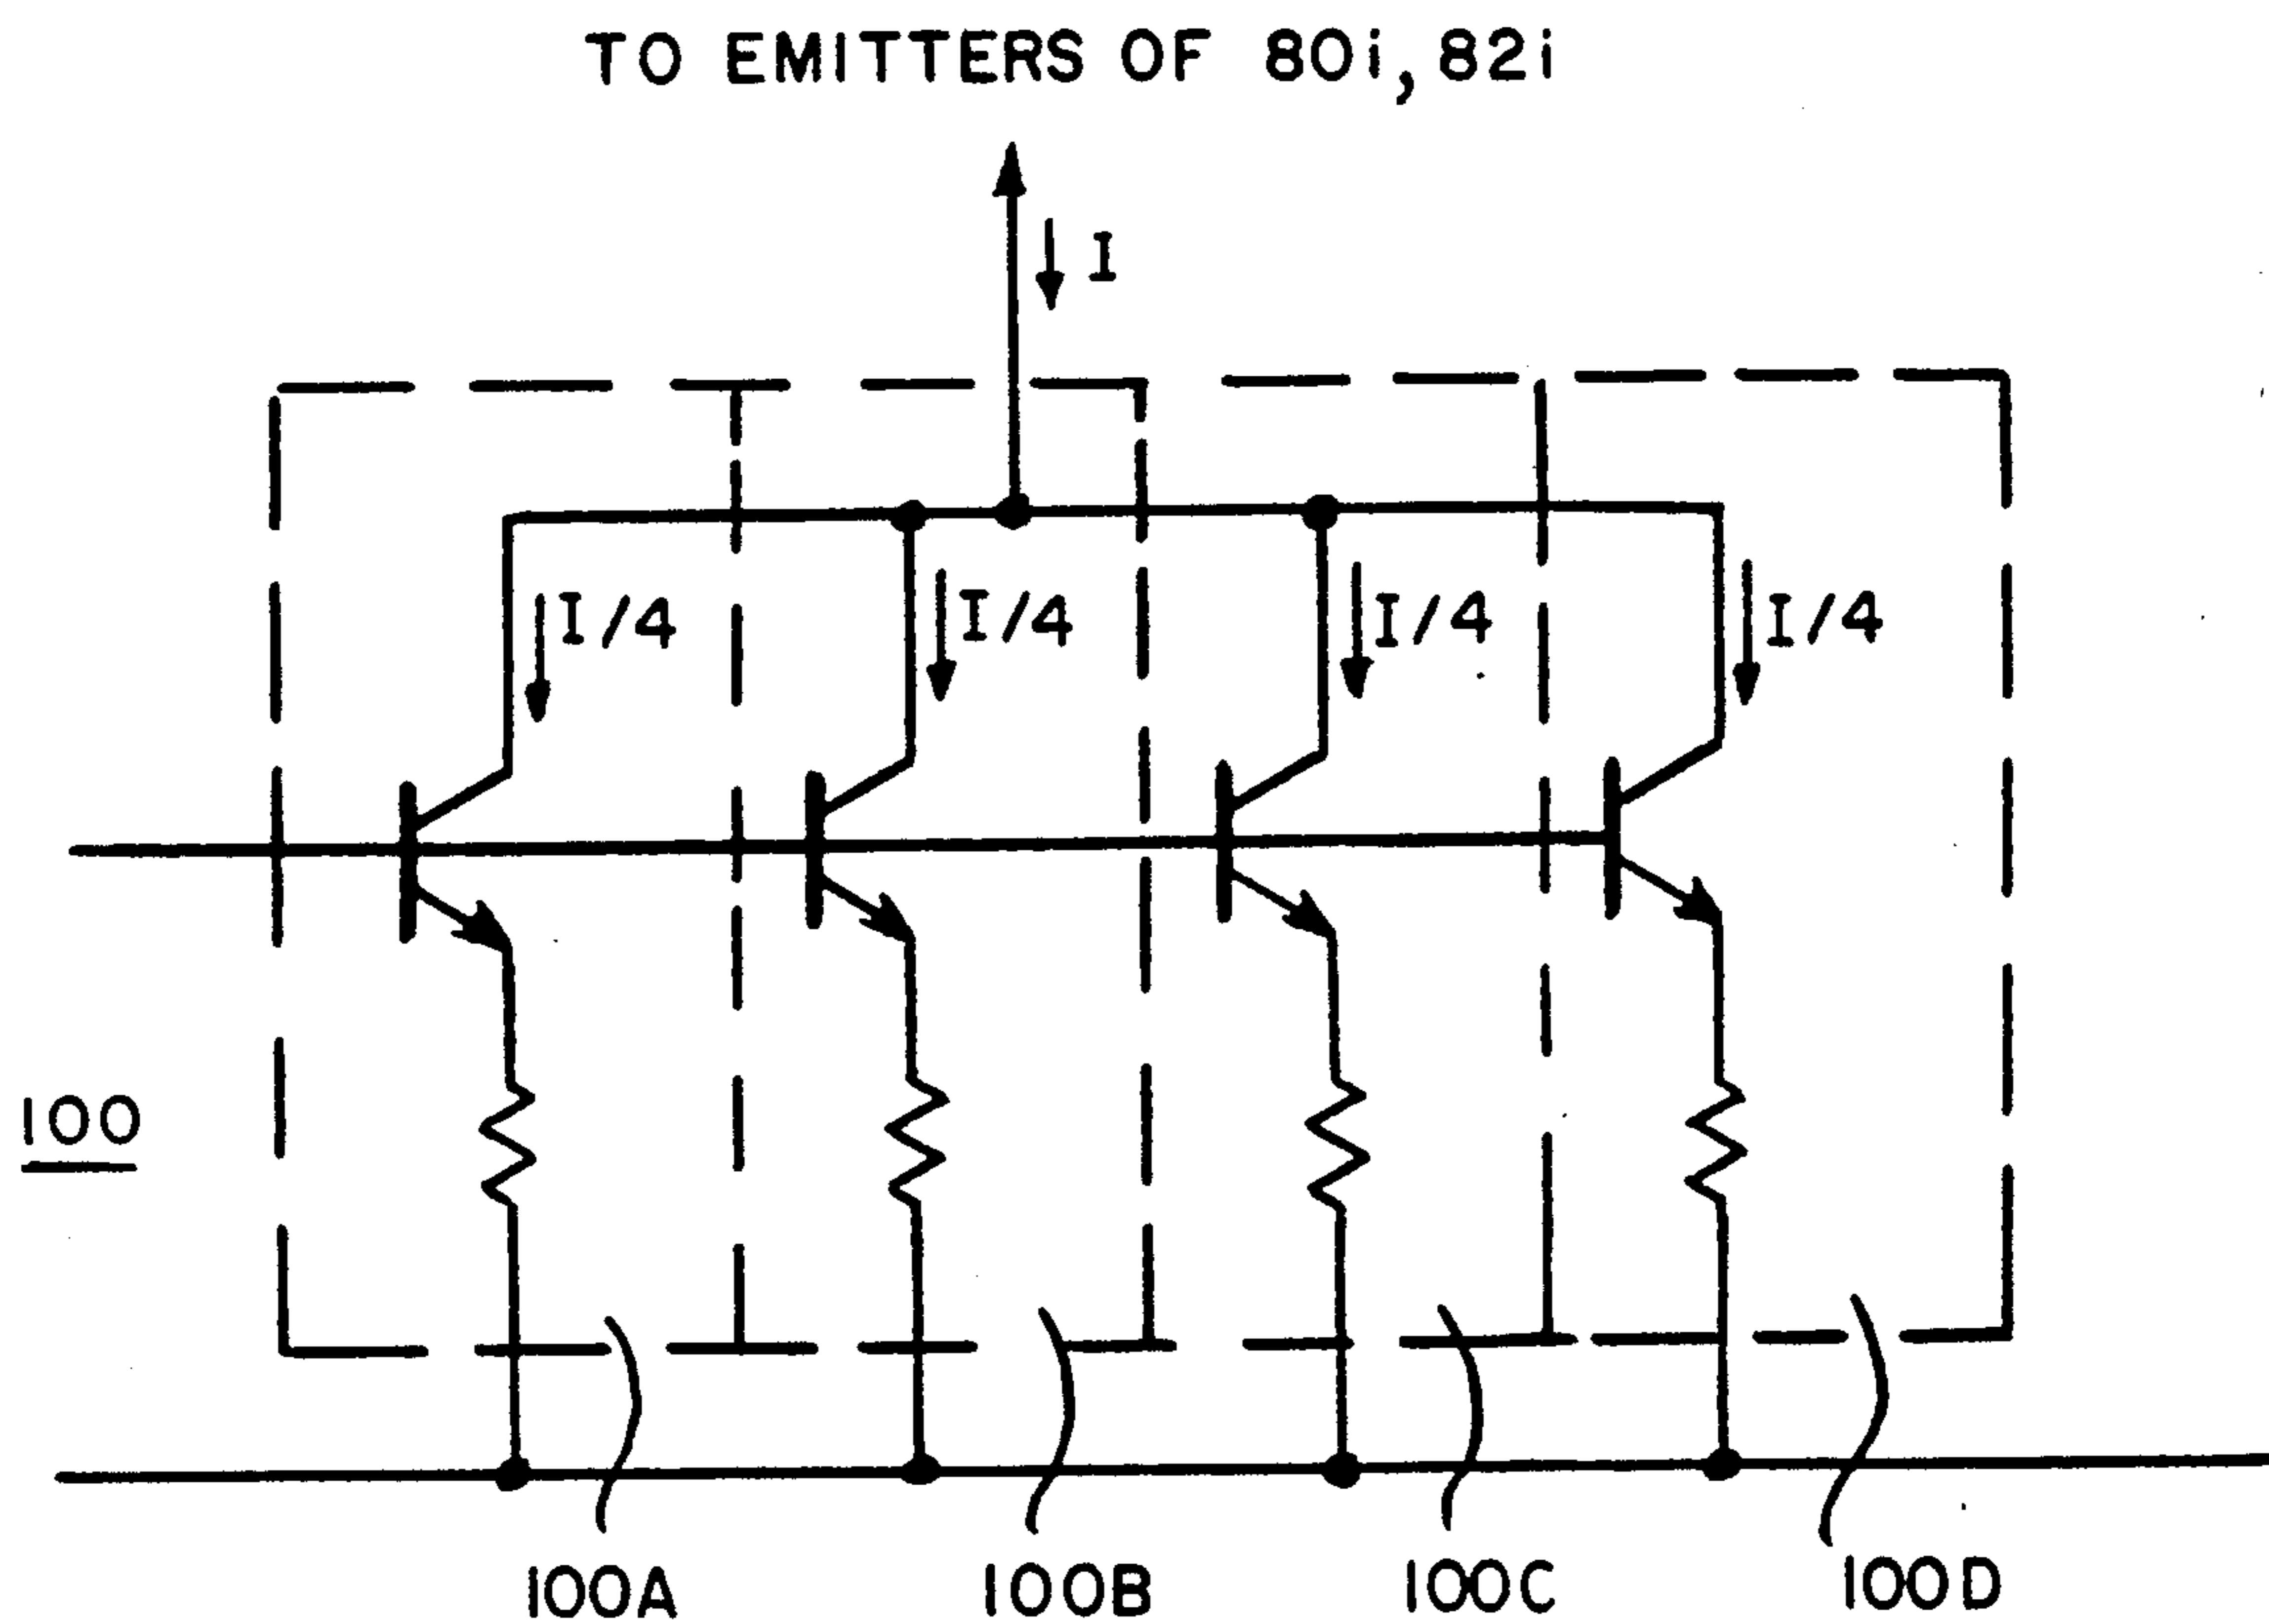 TO EMITTERS OF 80i, 82i
I
I/4
I/4
I/4
I/4
100
100A
100B
100C
100D